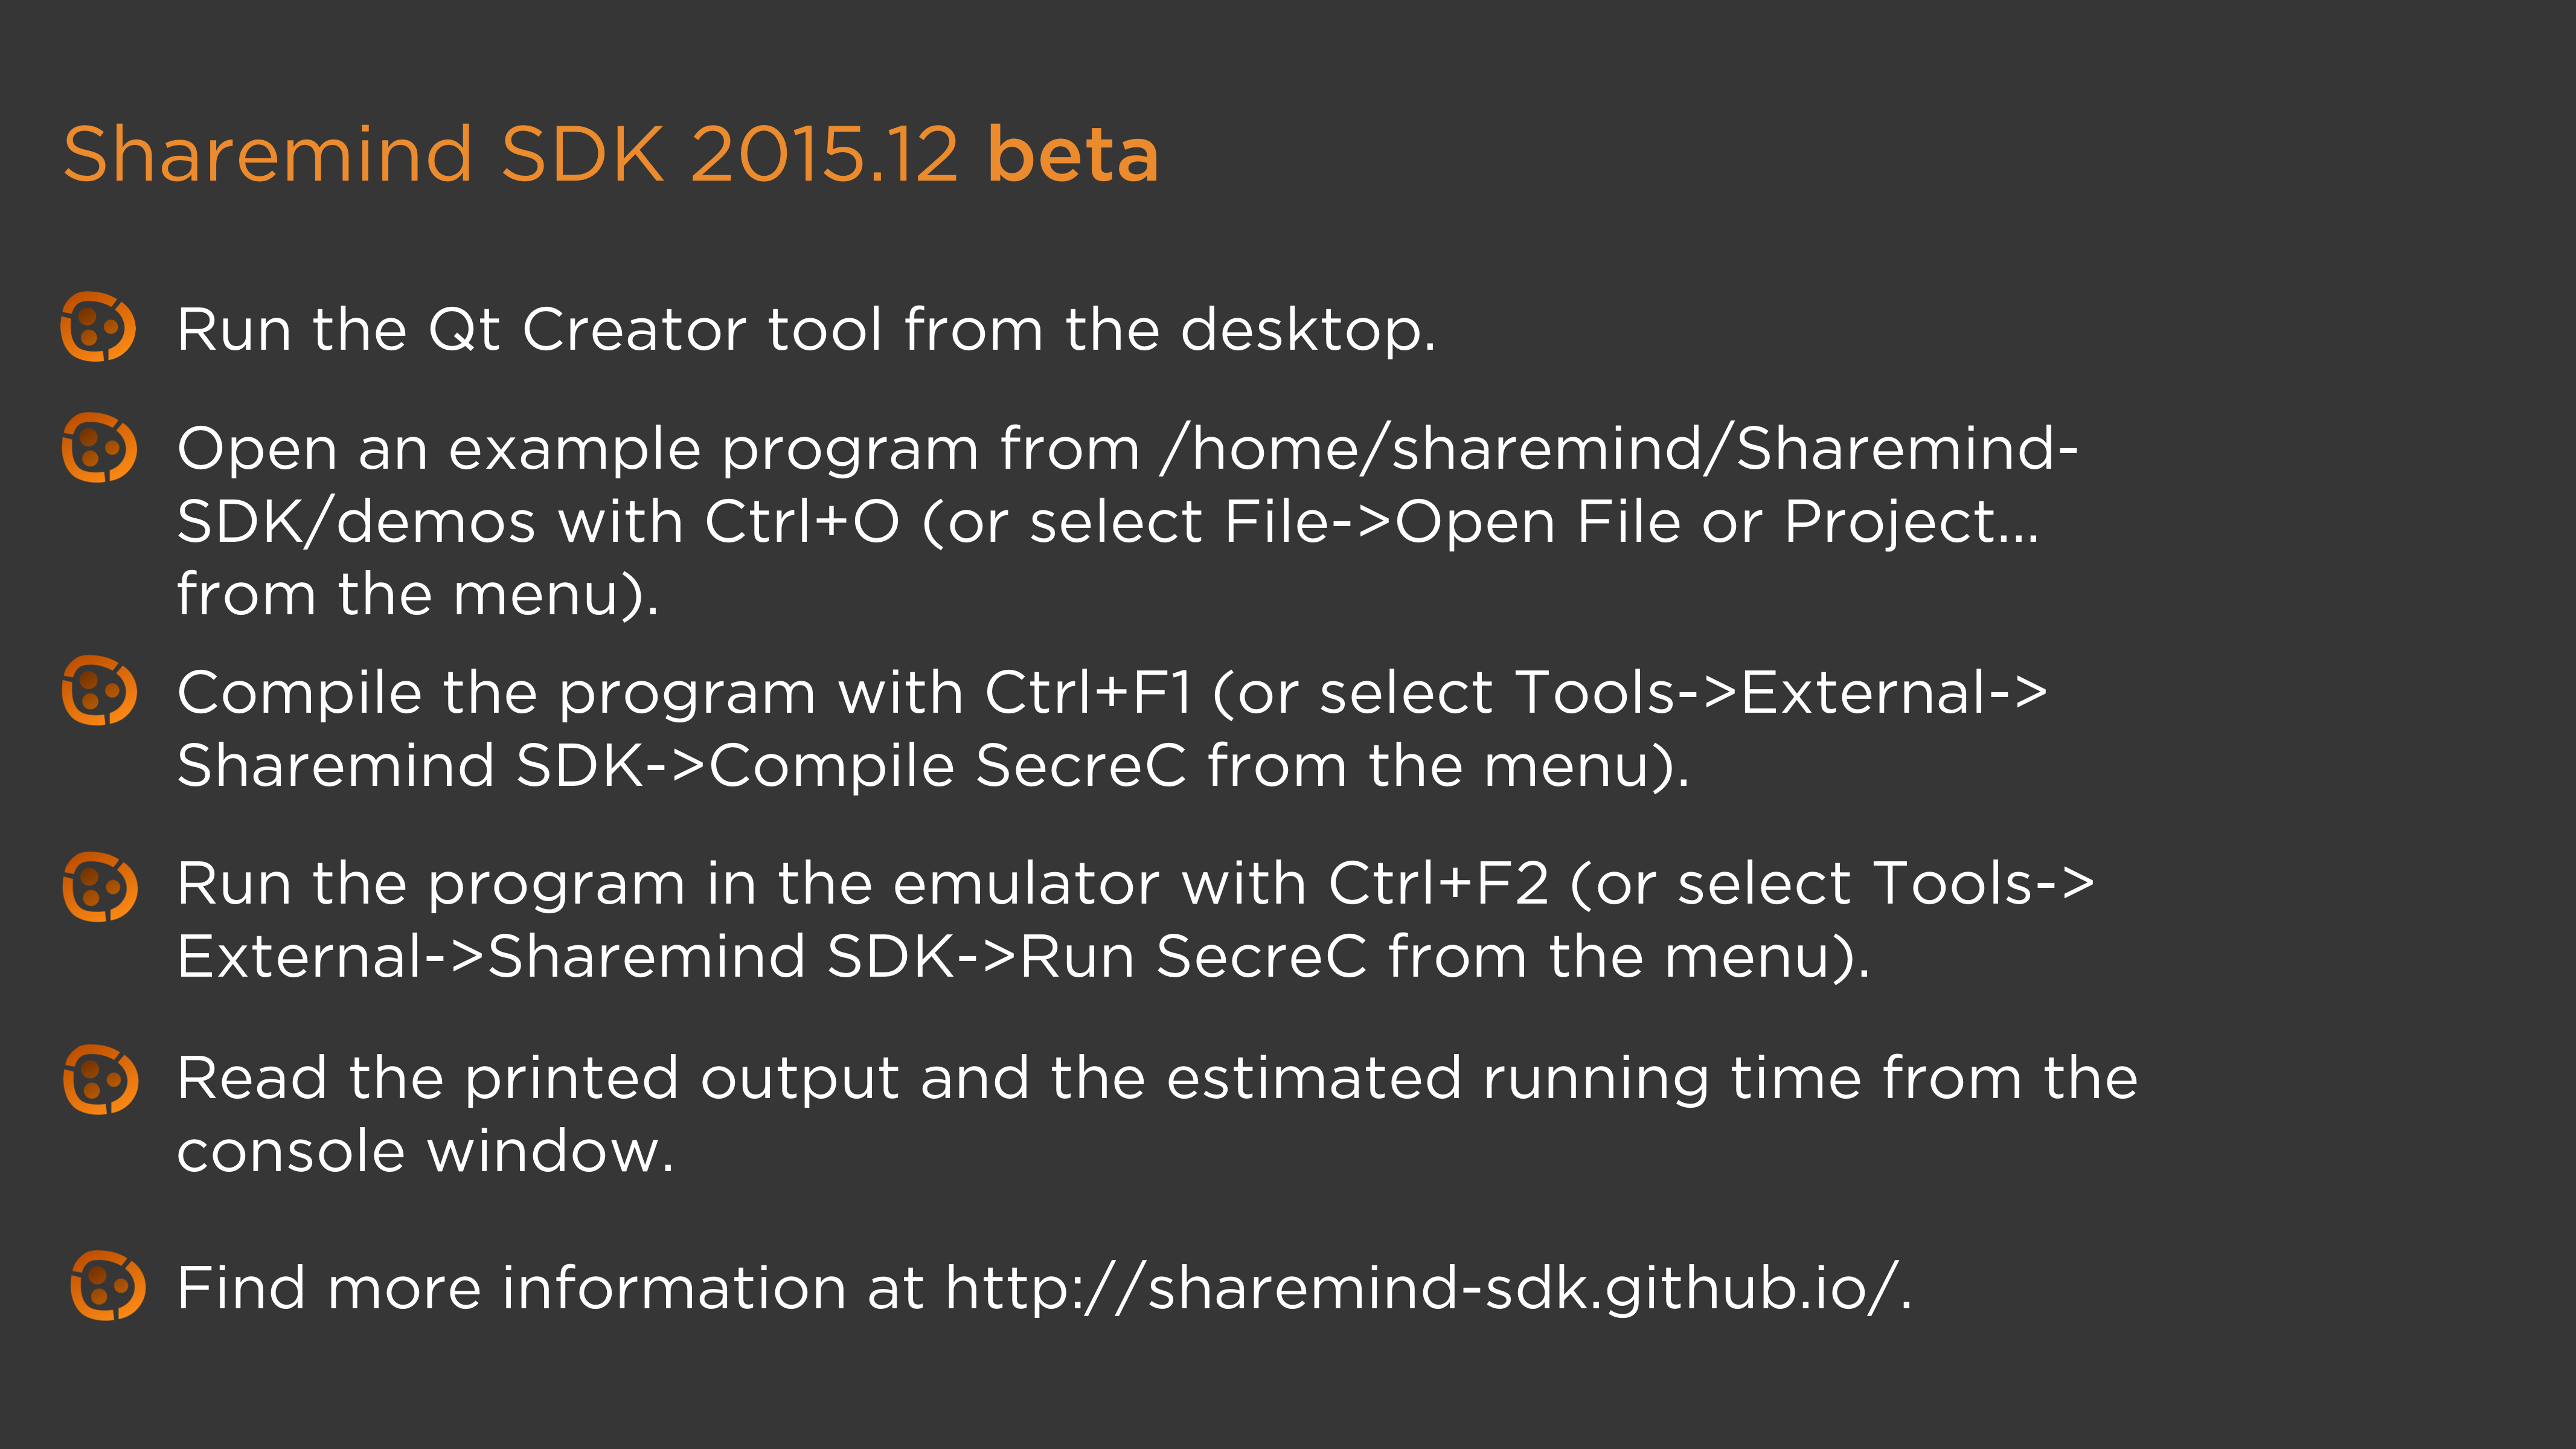 Sharemind SDK 2015.12 beta
Run the Qt Creator tool from the desktop.
Open an example program from /home/sharemind/Sharemind-
SDK/demos with Ctrl+O (or select File->Open File or Project...
from the menu).
Compile the program with Ctrl+F1 (or select Tools->External->
Sharemind SDK->Compile SecreC from the menu).
Run the program in the emulator with Ctrl+F2 (or select Tools->
External->Sharemind SDK->Run SecreC from the menu).
Read the printed output and the estimated running time from the
console window.
Find more information at http://sharemind-sdk.github.io/.